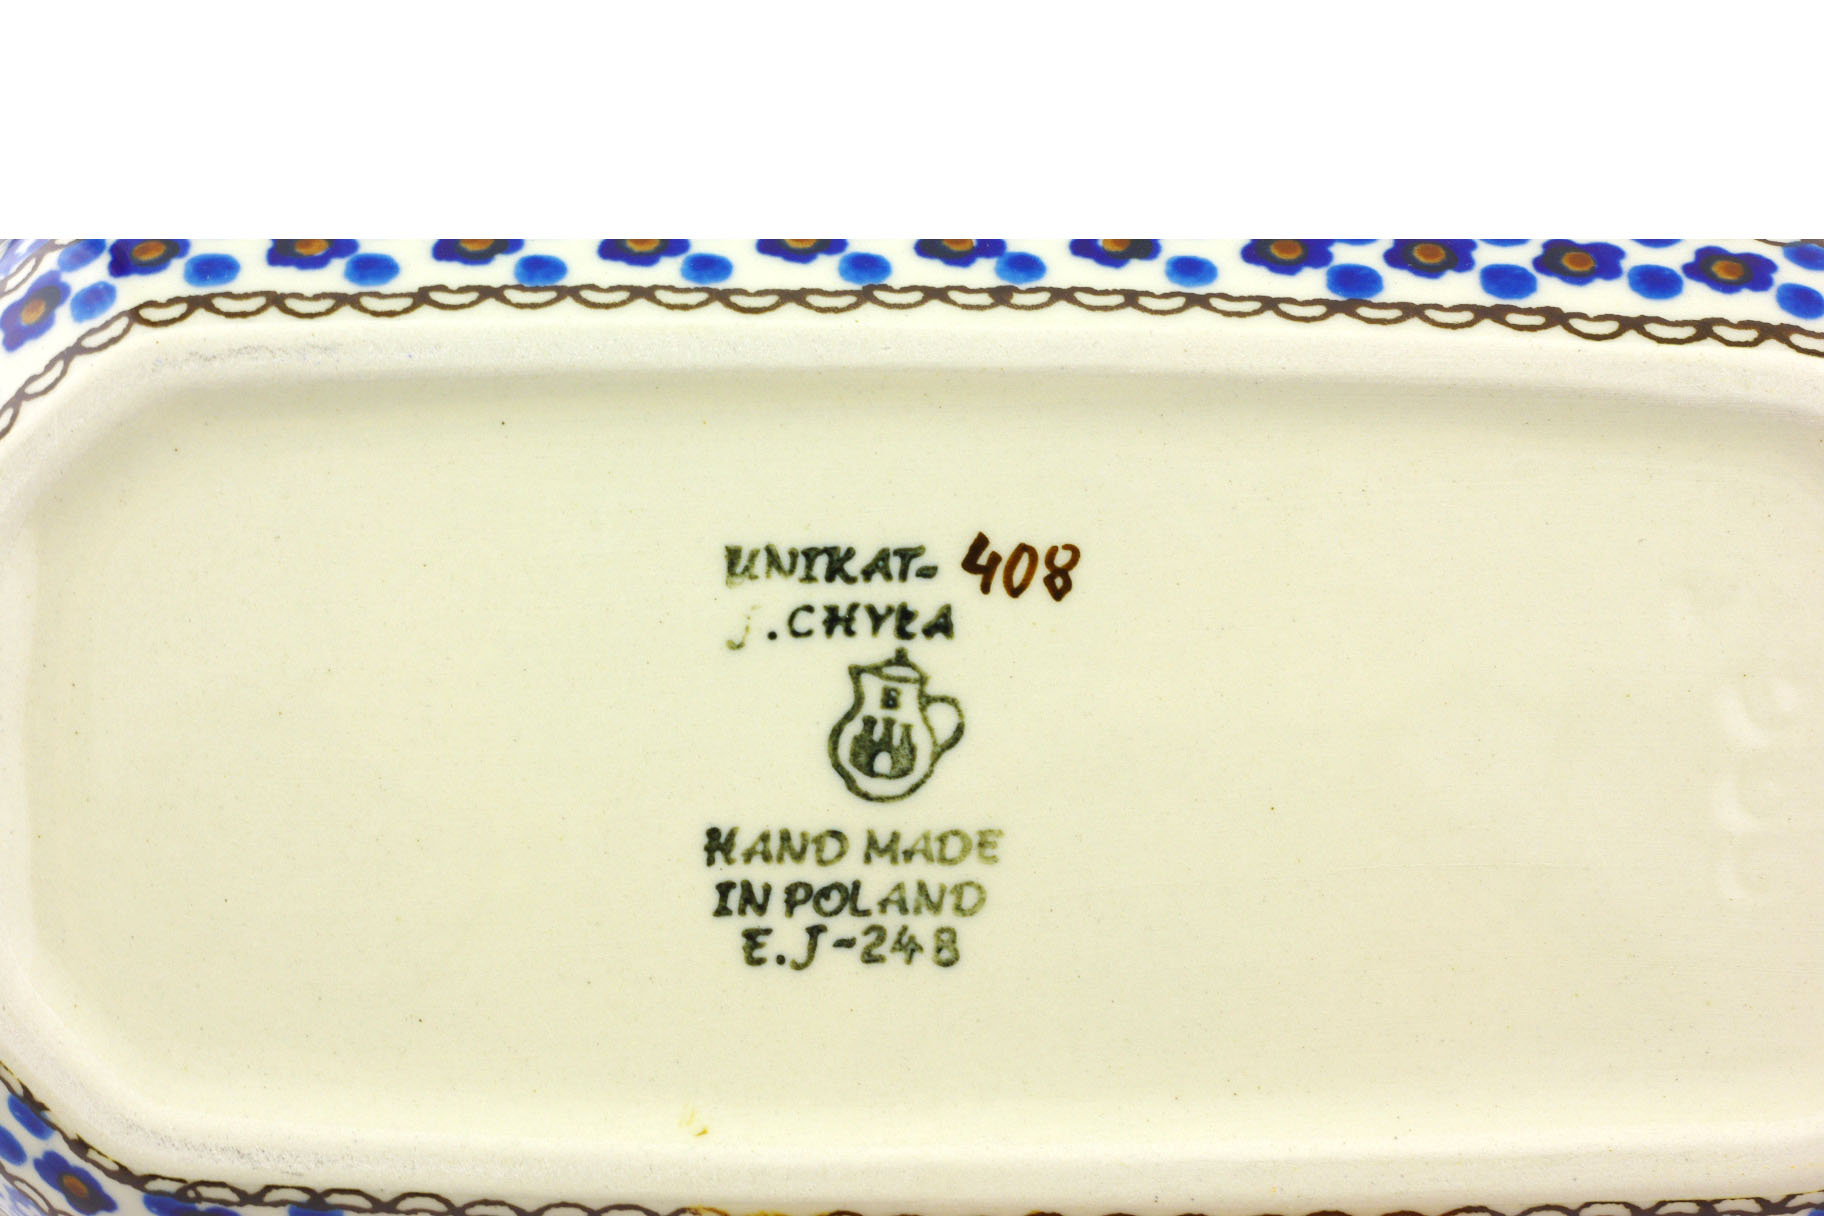 UNIKAT- 408
J. CHYŁA
B
HAND MADE
IN POLAND
E.J-248